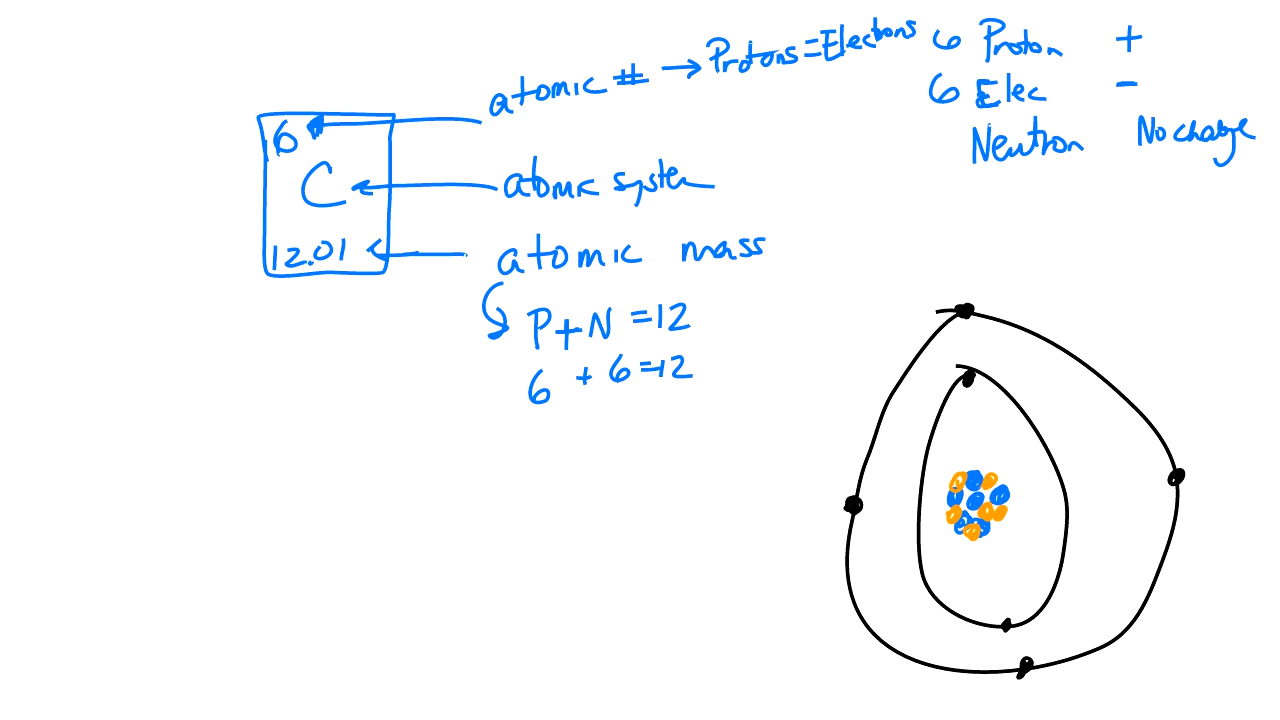 atomic # → Protons = Electrons
6 Proton +
6 Elec −
Neutron No charge
6
C
12.01
atomic system
atomic mass
P + N = 12
6 + 6 = 12